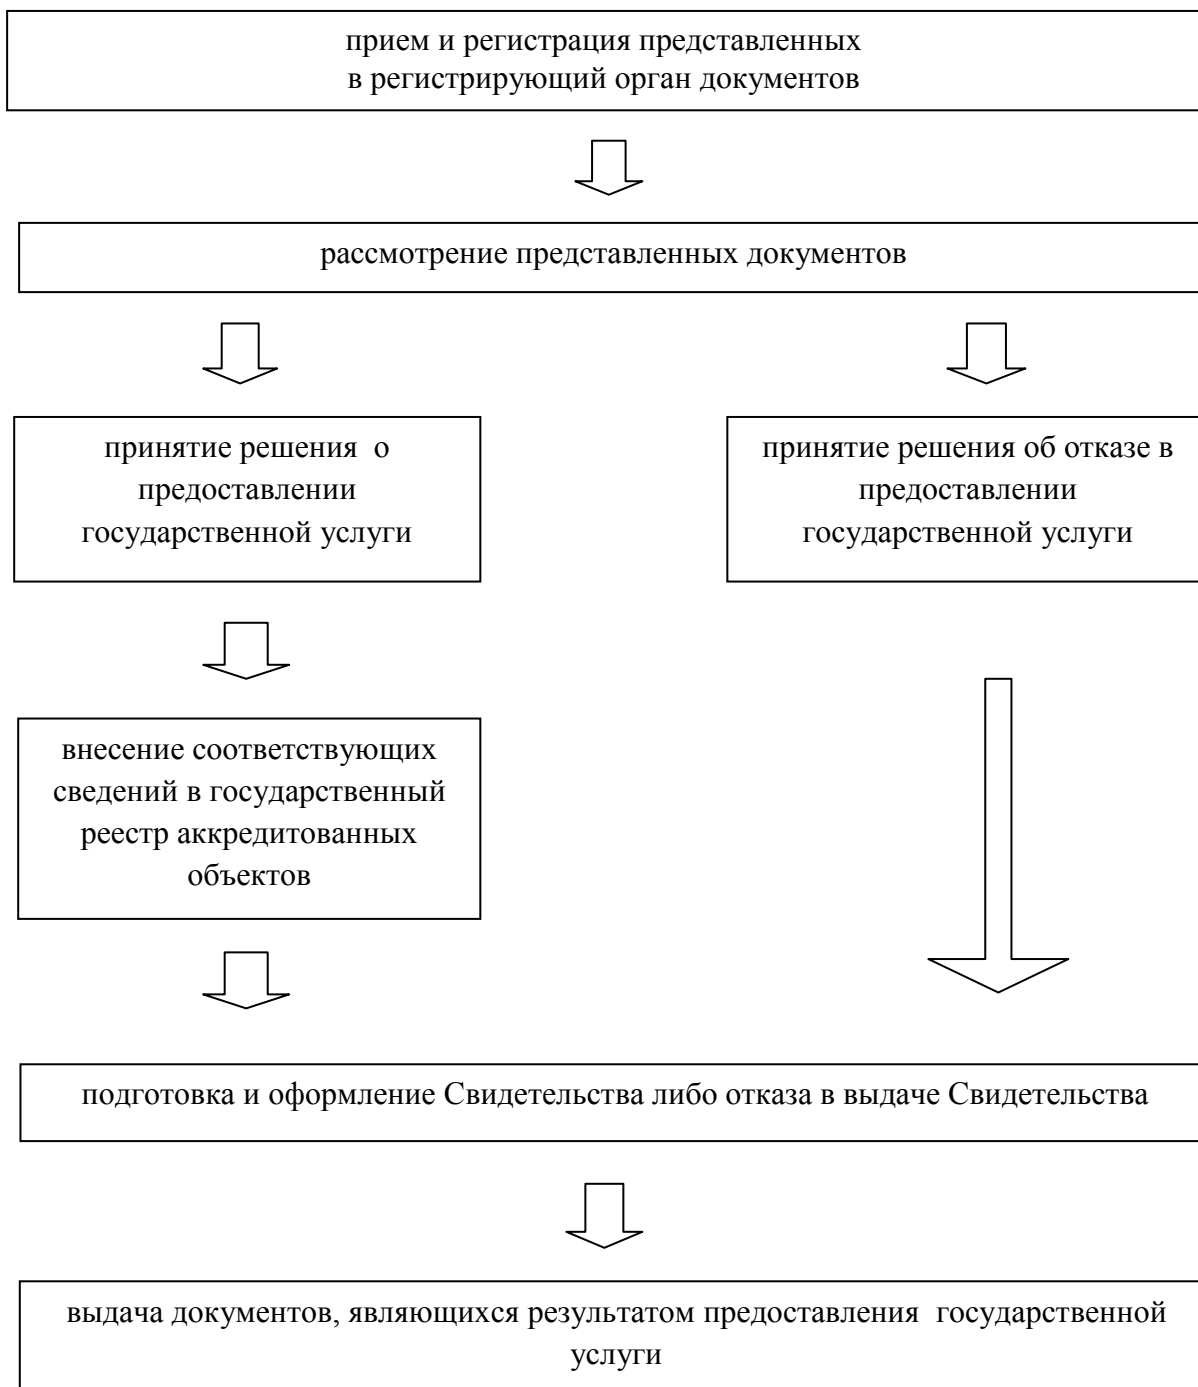 прием и регистрация представленных
в регистрирующий орган документов
рассмотрение представленных документов
принятие решения о
предоставлении
государственной услуги
принятие решения об отказе в
предоставлении
государственной услуги
внесение соответствующих
сведений в государственный
реестр аккредитованных
объектов
подготовка и оформление Свидетельства либо отказа в выдаче Свидетельства
выдача документов, являющихся результатом предоставления государственной
услуги